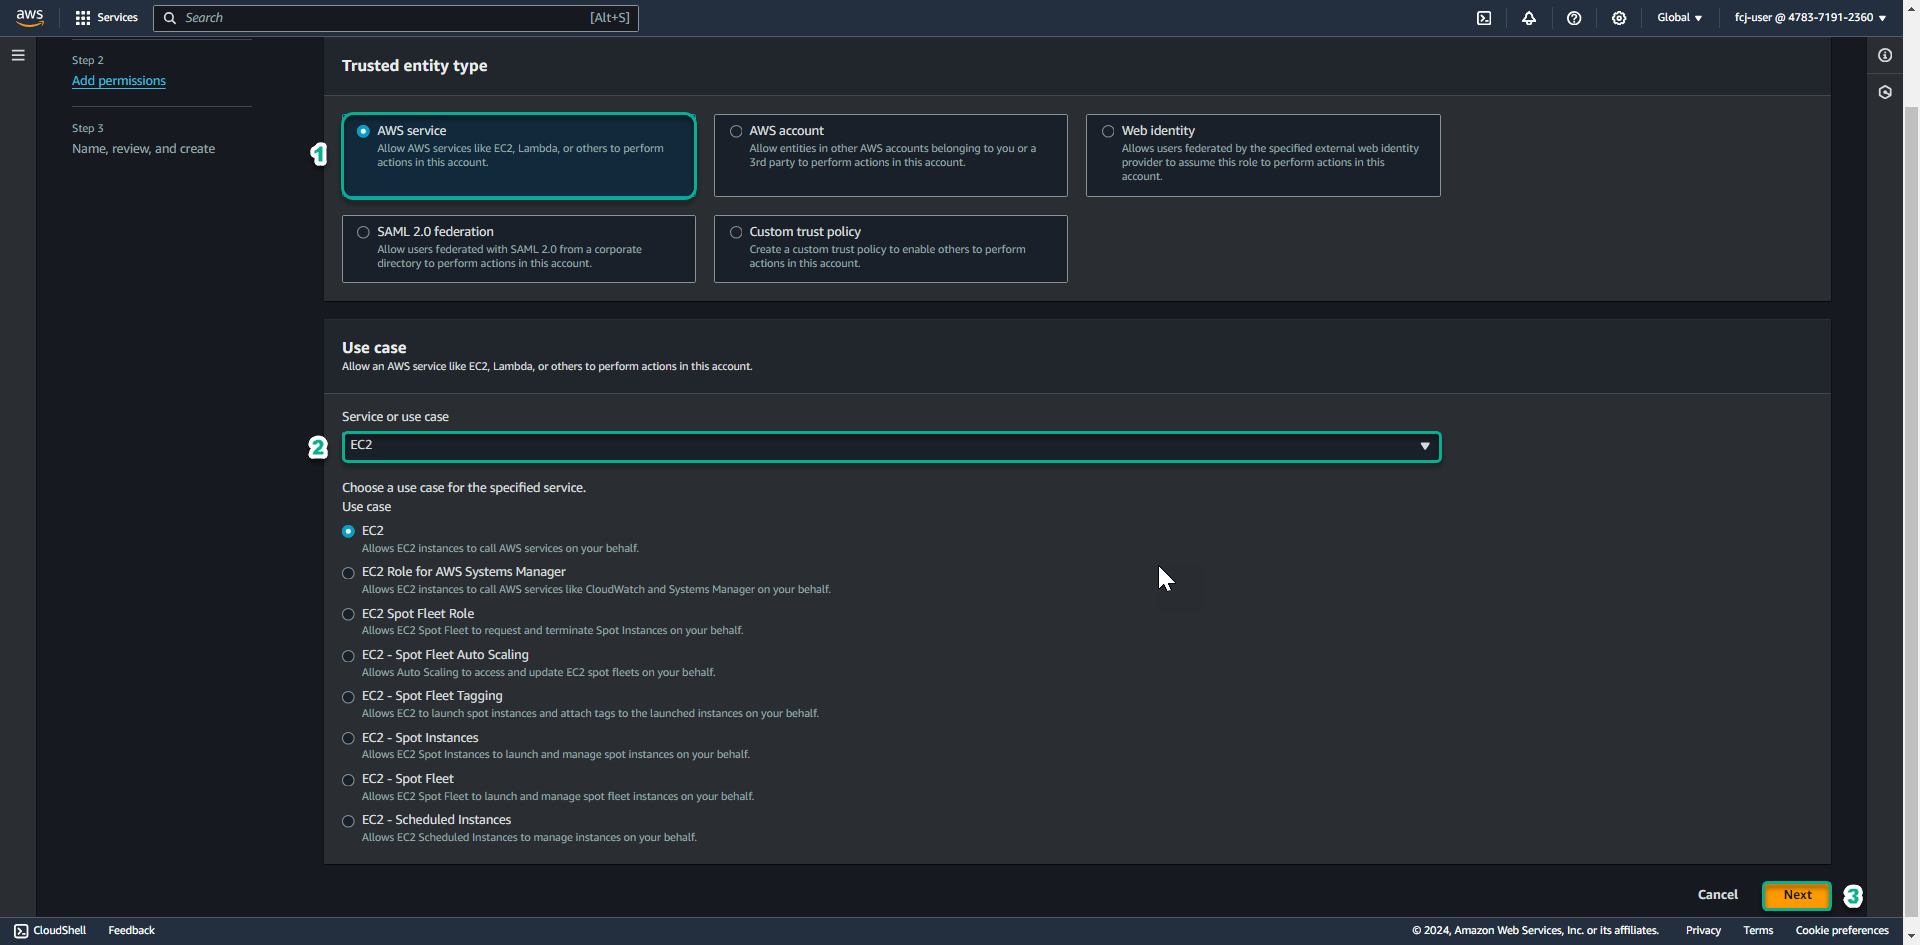 aws
Services
Search
[Alt+S]
Global
fcj-user @ 4783-7191-2360
Step 2
Add permissions
Step 3
Name, review, and create
Trusted entity type
1
AWS service
Allow AWS services like EC2, Lambda, or others to perform
actions in this account.
AWS account
Allow entities in other AWS accounts belonging to you or a
3rd party to perform actions in this account.
Web identity
Allows users federated by the specified external web identity
provider to assume this role to perform actions in this
account.
SAML 2.0 federation
Allow users federated with SAML 2.0 from a corporate
directory to perform actions in this account.
Custom trust policy
Create a custom trust policy to enable others to perform
actions in this account.
Use case
Allow an AWS service like EC2, Lambda, or others to perform actions in this account.
Service or use case
2
EC2
Choose a use case for the specified service.
Use case
EC2
Allows EC2 instances to call AWS services on your behalf.
EC2 Role for AWS Systems Manager
Allows EC2 instances to call AWS services like CloudWatch and Systems Manager on your behalf.
EC2 Spot Fleet Role
Allows EC2 Spot Fleet to request and terminate Spot Instances on your behalf.
EC2 - Spot Fleet Auto Scaling
Allows Auto Scaling to access and update EC2 spot fleets on your behalf.
EC2 - Spot Fleet Tagging
Allows EC2 to launch spot instances and attach tags to the launched instances on your behalf.
EC2 - Spot Instances
Allows EC2 Spot Instances to launch and manage spot instances on your behalf.
EC2 - Spot Fleet
Allows EC2 Spot Fleet to launch and manage spot fleet instances on your behalf.
EC2 - Scheduled Instances
Allows EC2 Scheduled Instances to manage instances on your behalf.
Cancel
Next
3
CloudShell
Feedback
© 2024, Amazon Web Services, Inc. or its affiliates.
Privacy
Terms
Cookie preferences